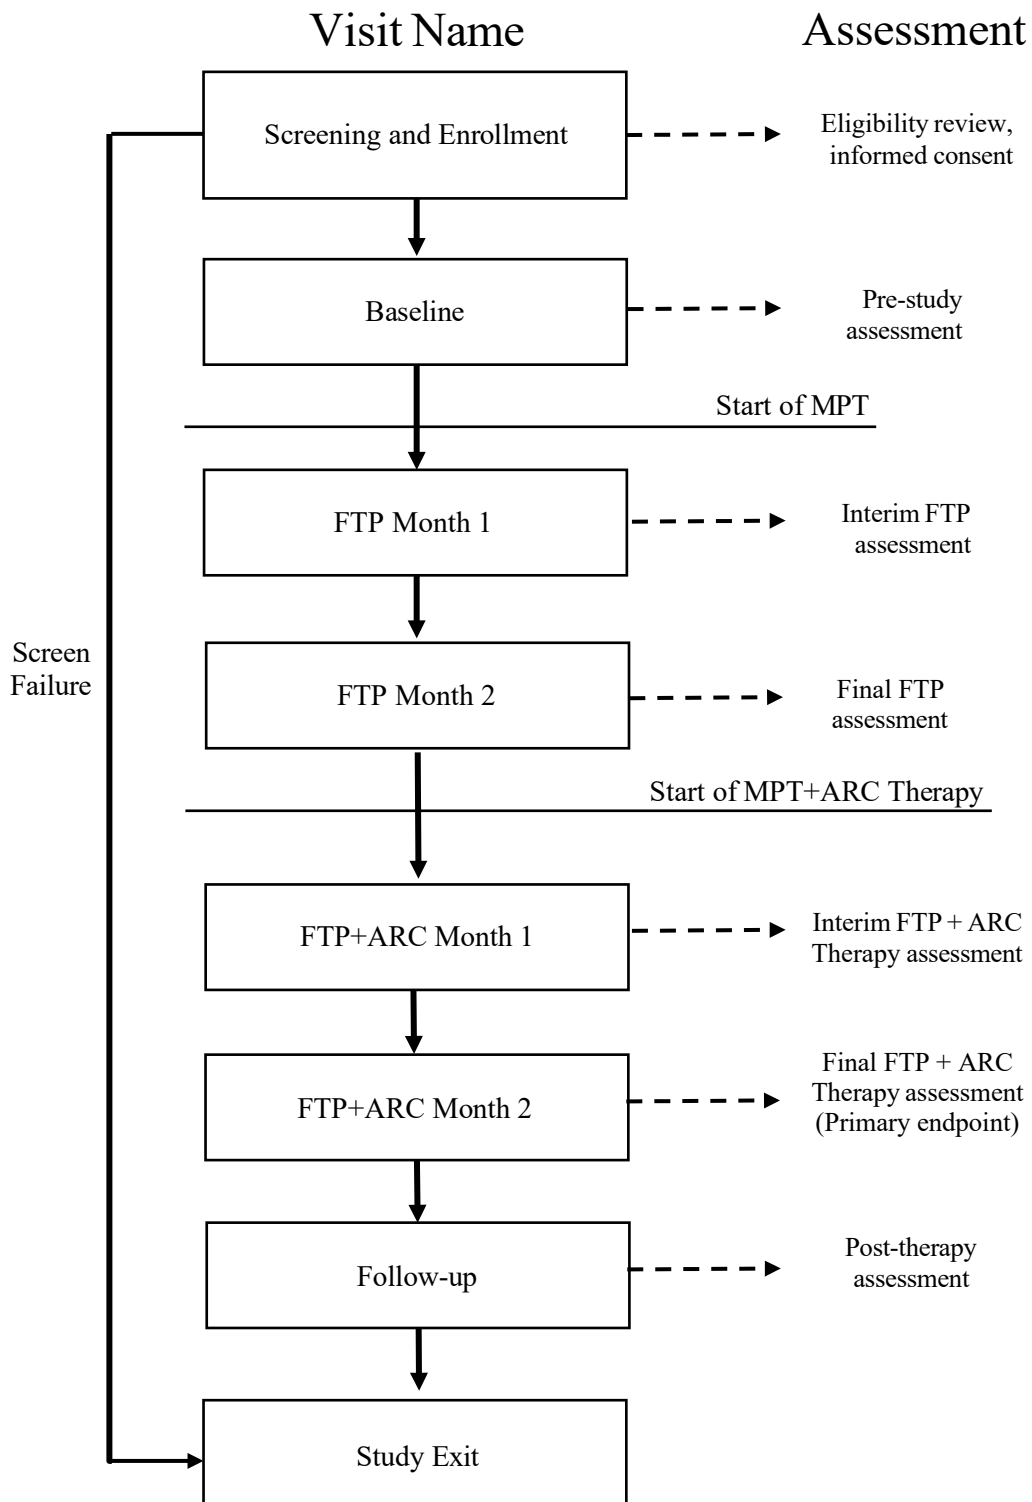 Visit Name
Assessment
Screening and Enrollment
Eligibility review,
informed consent
Baseline
Pre-study
assessment
Start of MPT
FTP Month 1
Interim FTP
assessment
Screen
Failure
FTP Month 2
Final FTP
assessment
Start of MPT+ARC Therapy
FTP+ARC Month 1
Interim FTP + ARC
Therapy assessment
FTP+ARC Month 2
Final FTP + ARC
Therapy assessment
(Primary endpoint)
Follow-up
Post-therapy
assessment
Study Exit